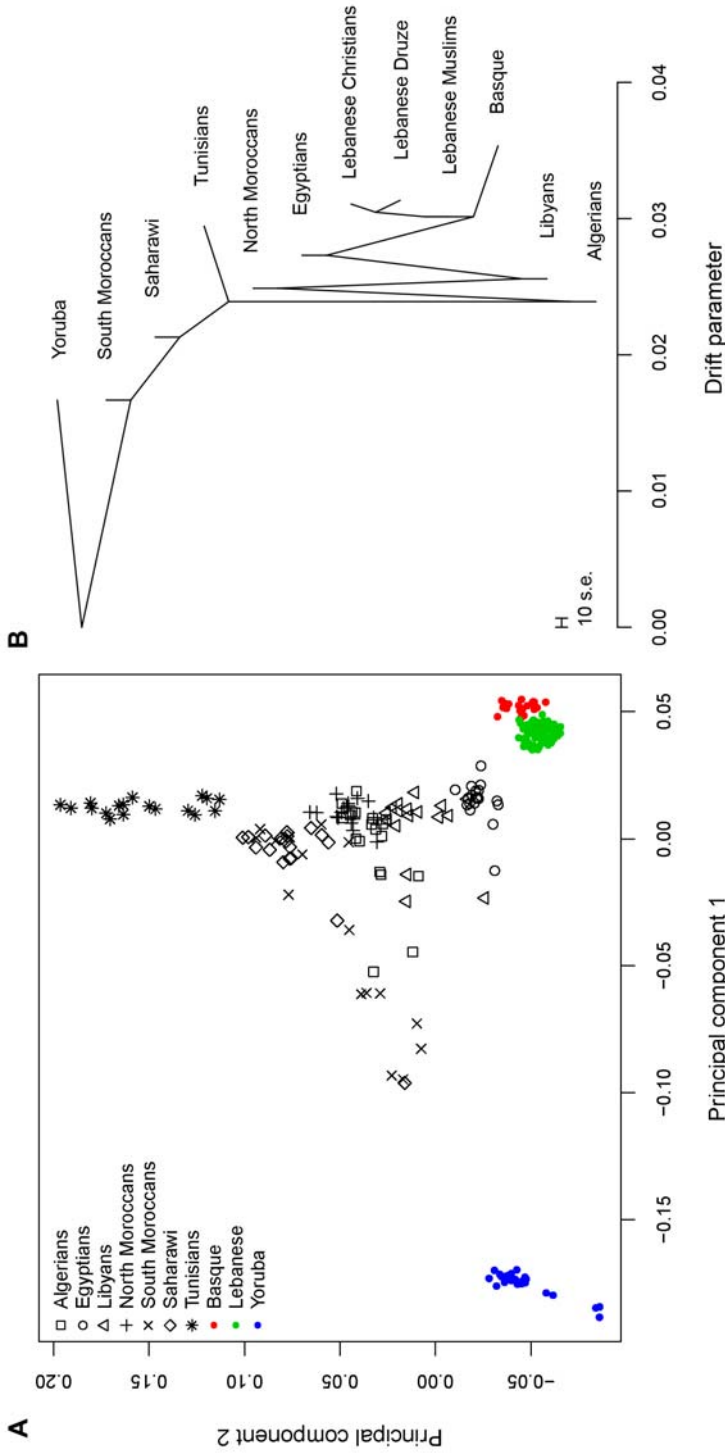 A
Principal component 2
0.20
0.15
0.10
0.05
0.00
−0.05
□ Algerians
○ Egyptians
△ Libyans
+ North Moroccans
× South Moroccans
◇ Saharawi
✳ Tunisians
● Basque
● Lebanese
● Yoruba
−0.15
−0.10
−0.05
0.00
0.05
Principal component 1
B
Yoruba
South Moroccans
Saharawi
Tunisians
North Moroccans
Egyptians
Lebanese Christians
Lebanese Druze
Lebanese Muslims
Basque
Libyans
Algerians
10 s.e.
0.00
0.01
0.02
0.03
0.04
Drift parameter